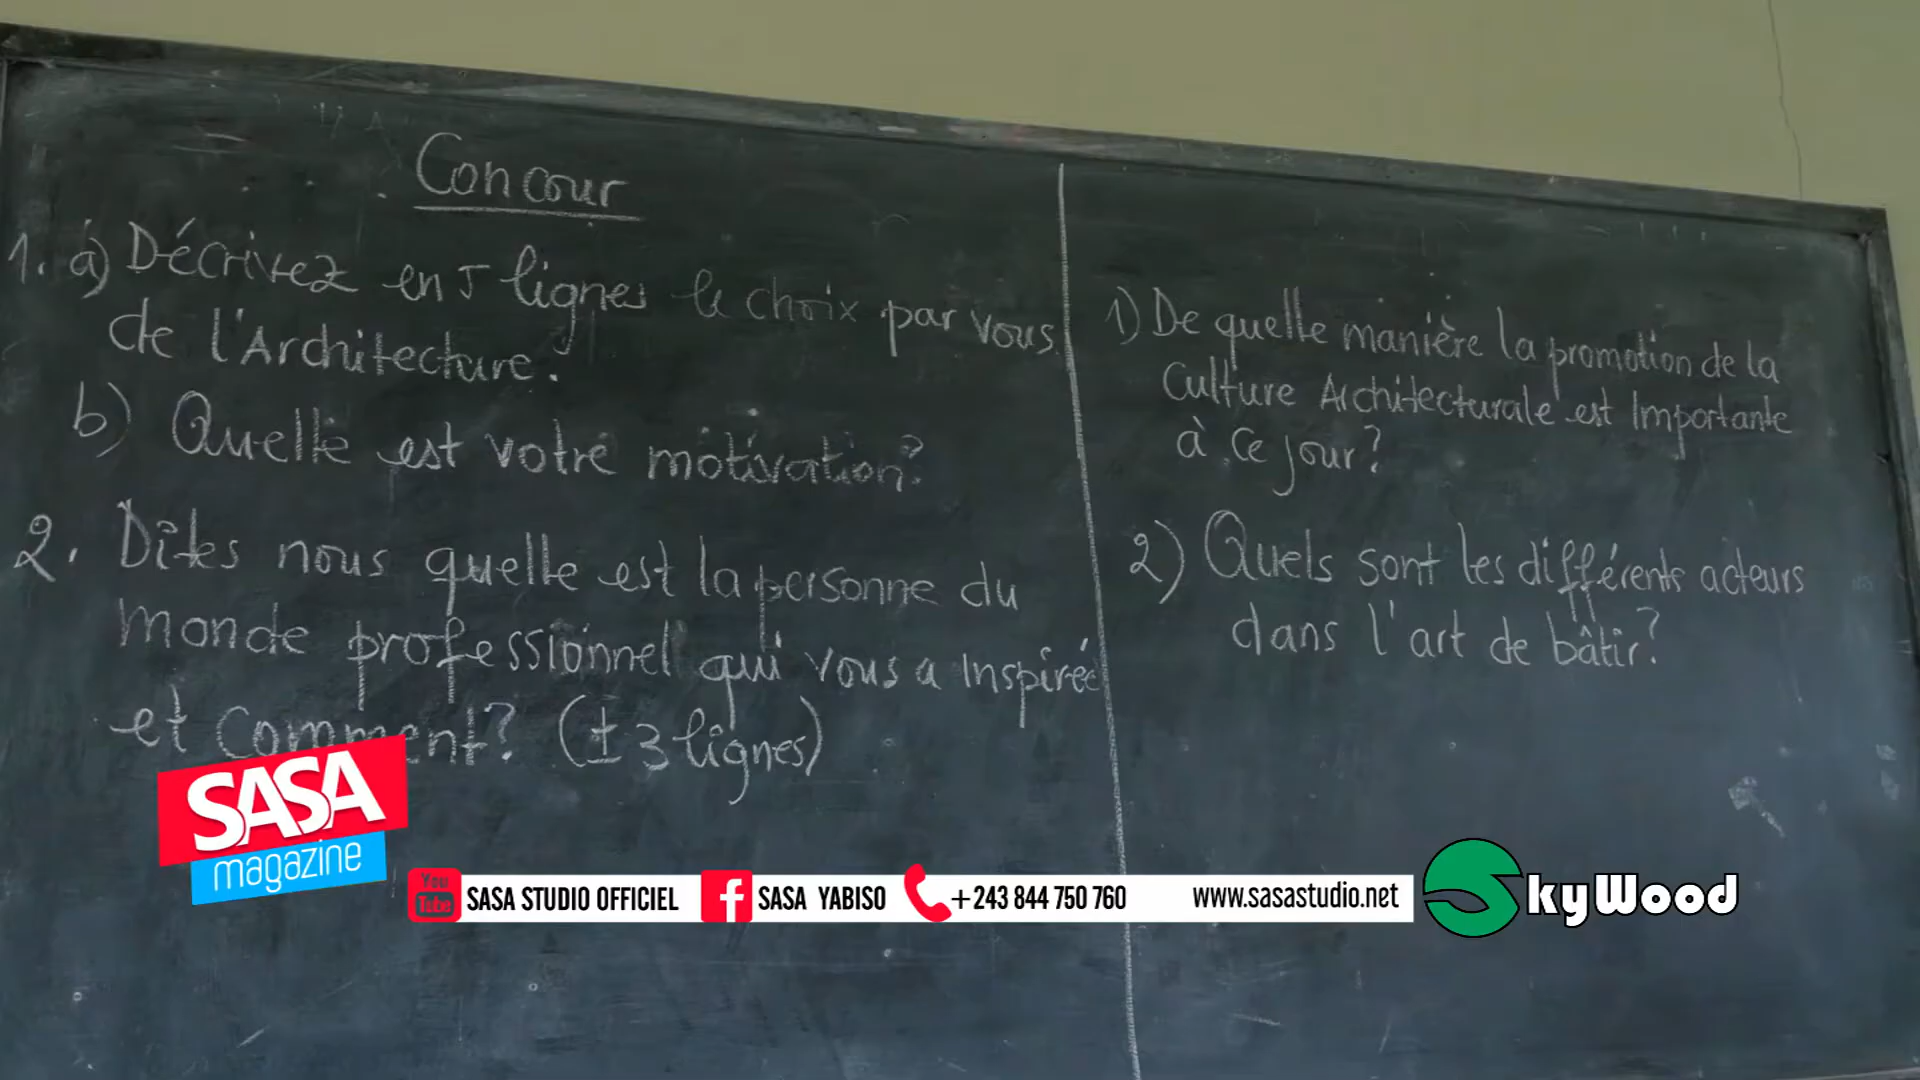 Concour
1. a) Décrivez en 5 lignes le choix par vous
de l'Architecture.
b) Quelle est votre motivation?
2. Dites nous quelle est la personne du
monde professionnel qui vous a inspirée
et comment? (± 3 lignes)
1) De quelle manière la promotion de la
Culture Architecturale est Importante
à ce jour?
2) Quels sont les différents acteurs
dans l'art de bâtir?
SASA
magazine
You Tube SASA STUDIO OFFICIEL f SASA YABISO +243 844 750 760 www.sasastudio.net
SkyWood